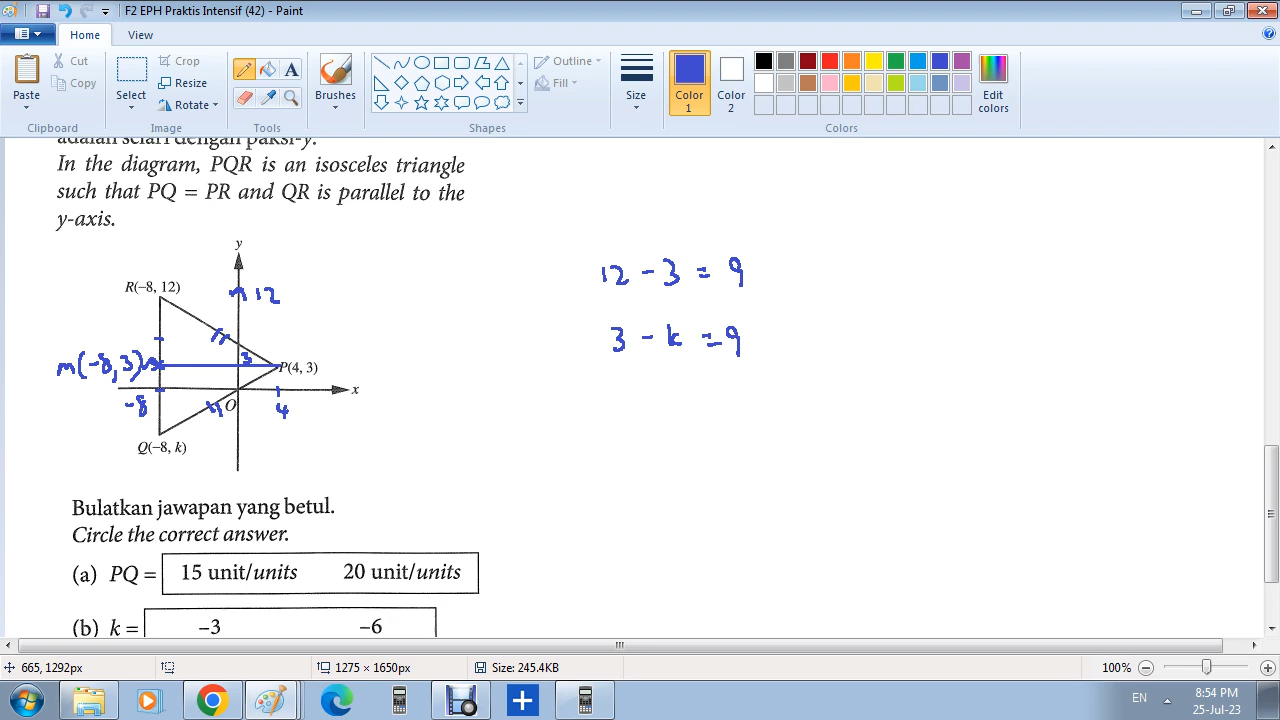 F2 EPH Praktis Intensif (42) - Paint
Home View
Paste
Cut
Copy
Clipboard
Select
Crop
Resize
Rotate
Image
A
Tools
Brushes
Shapes
Outline
Fill
Size
Color 1
Color 2
Edit colors
Colors
adalah selari dengan paksi-y.
In the diagram, PQR is an isosceles triangle
such that PQ = PR and QR is parallel to the
y-axis.
y
R(–8, 12)
12
m(-8,3)
3
P(4, 3)
x
-8
O
4
Q(–8, k)
12 - 3 = 9
3 - k = 9
Bulatkan jawapan yang betul.
Circle the correct answer.
(a) PQ = 15 unit/units 20 unit/units
(b) k = –3 –6
665, 1292px
1275 × 1650px
Size: 245.4KB
100%
EN
8:54 PM
25-Jul-23